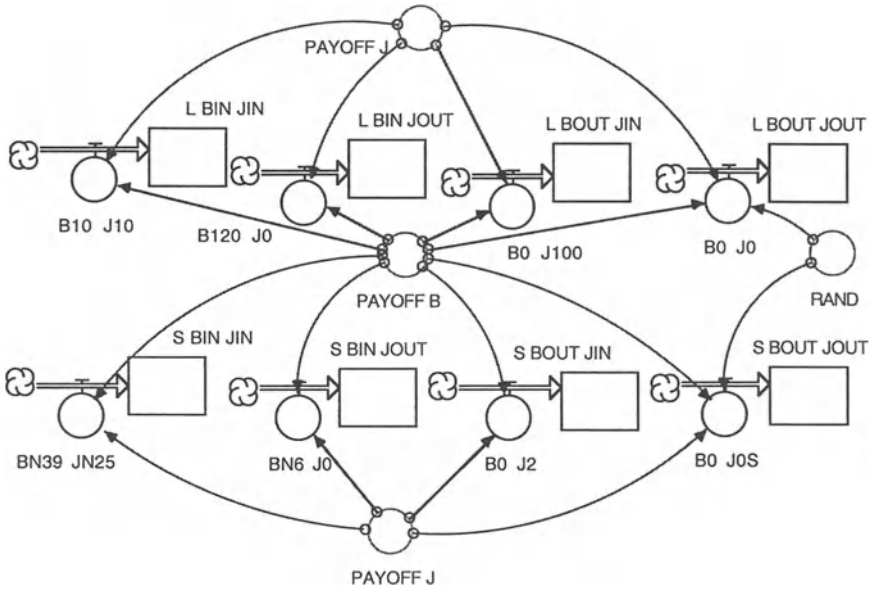 PAYOFF J
L BIN JIN
L BIN JOUT
L BOUT JIN
L BOUT JOUT
B10 J10
B120 J0
B0 J100
B0 J0
PAYOFF B
RAND
S BIN JIN
S BIN JOUT
S BOUT JIN
S BOUT JOUT
BN39 JN25
BN6 J0
B0 J2
B0 J0S
PAYOFF J